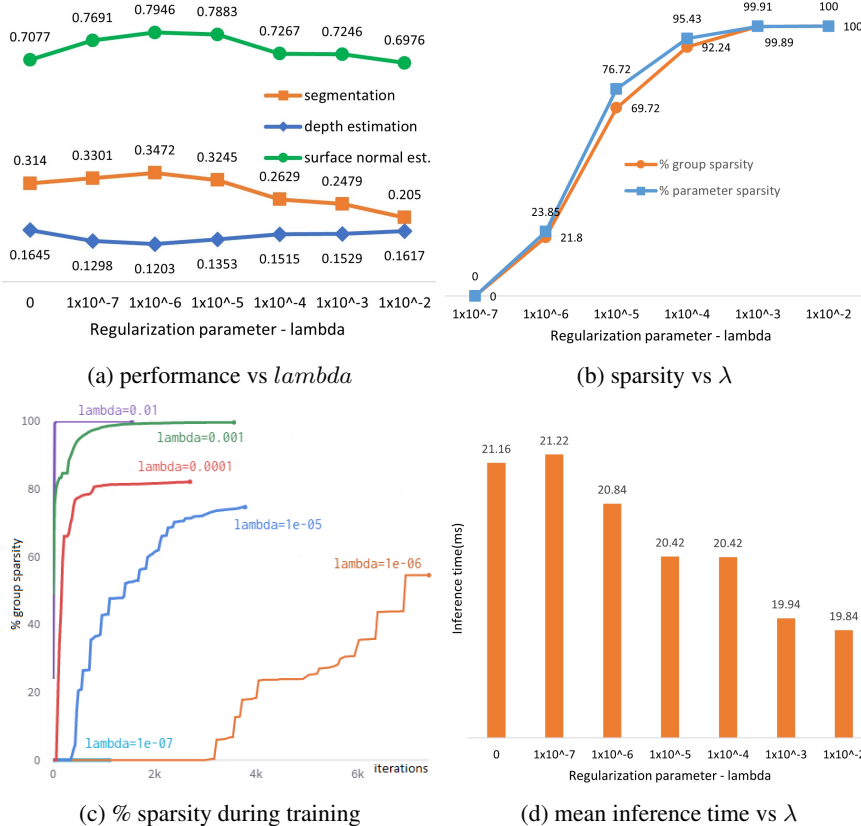 0.7077 0.7691 0.7946 0.7883 0.7267 0.7246 0.6976
segmentation
depth estimation
surface normal est.
0.314 0.3301 0.3472 0.3245 0.2629 0.2479 0.205
0.1645 0.1298 0.1203 0.1353 0.1515 0.1529 0.1617
0 1x10^-7 1x10^-6 1x10^-5 1x10^-4 1x10^-3 1x10^-2
Regularization parameter - lambda
(a) performance vs lambda
95.43 99.91 100
100
92.24 99.89
76.72
69.72
% group sparsity
% parameter sparsity
23.85
21.8
0
0
1x10^-7 1x10^-6 1x10^-5 1x10^-4 1x10^-3 1x10^-2
Regularization parameter - lambda
(b) sparsity vs λ
lambda=0.01
lambda=0.001
lambda=0.0001
lambda=1e-05
lambda=1e-06
lambda=1e-07
100
80
60
40
20
0
% group sparsity
0 2k 4k 6k iterations
(c) % sparsity during training
21.16 21.22 20.84 20.42 20.42 19.94 19.84
Inference time(ms)
0 1x10^-7 1x10^-6 1x10^-5 1x10^-4 1x10^-3 1x10^-2
Regularization parameter - lambda
(d) mean inference time vs λ